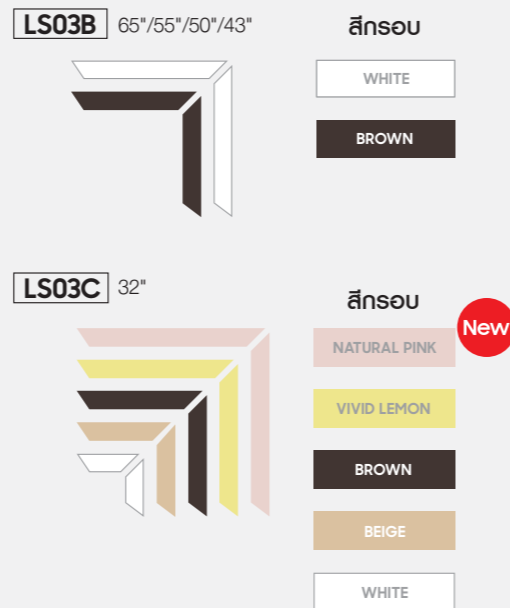 LS03B 65"/55"/50"/43"
สีกรอบ
WHITE
BROWN
LS03C 32"
สีกรอบ
New
NATURAL PINK
VIVID LEMON
BROWN
BEIGE
WHITE